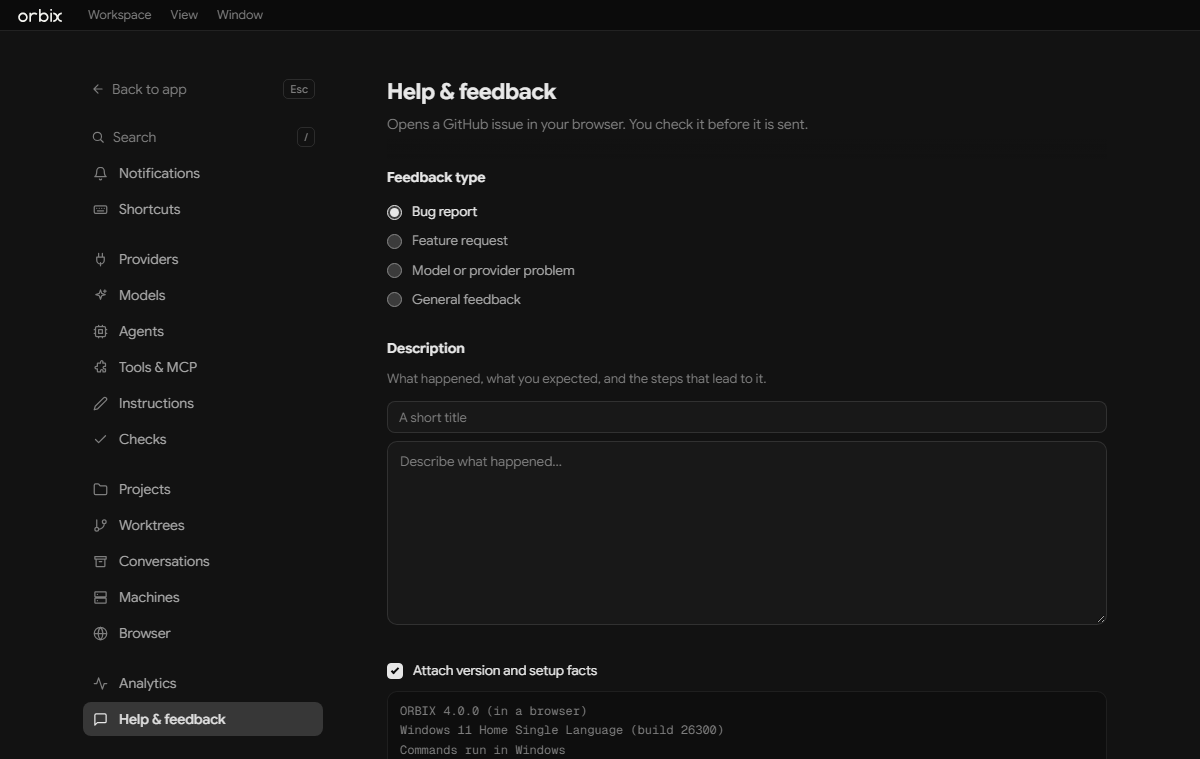 orbix Workspace View Window
Back to app Esc
Search /
Notifications
Shortcuts
Providers
Models
Agents
Tools & MCP
Instructions
Checks
Projects
Worktrees
Conversations
Machines
Browser
Analytics
Help & feedback
Help & feedback
Opens a GitHub issue in your browser. You check it before it is sent.
Feedback type
Bug report
Feature request
Model or provider problem
General feedback
Description
What happened, what you expected, and the steps that lead to it.
A short title
Describe what happened...
Attach version and setup facts
ORBIX 4.0.0 (in a browser)
Windows 11 Home Single Language (build 26300)
Commands run in Windows